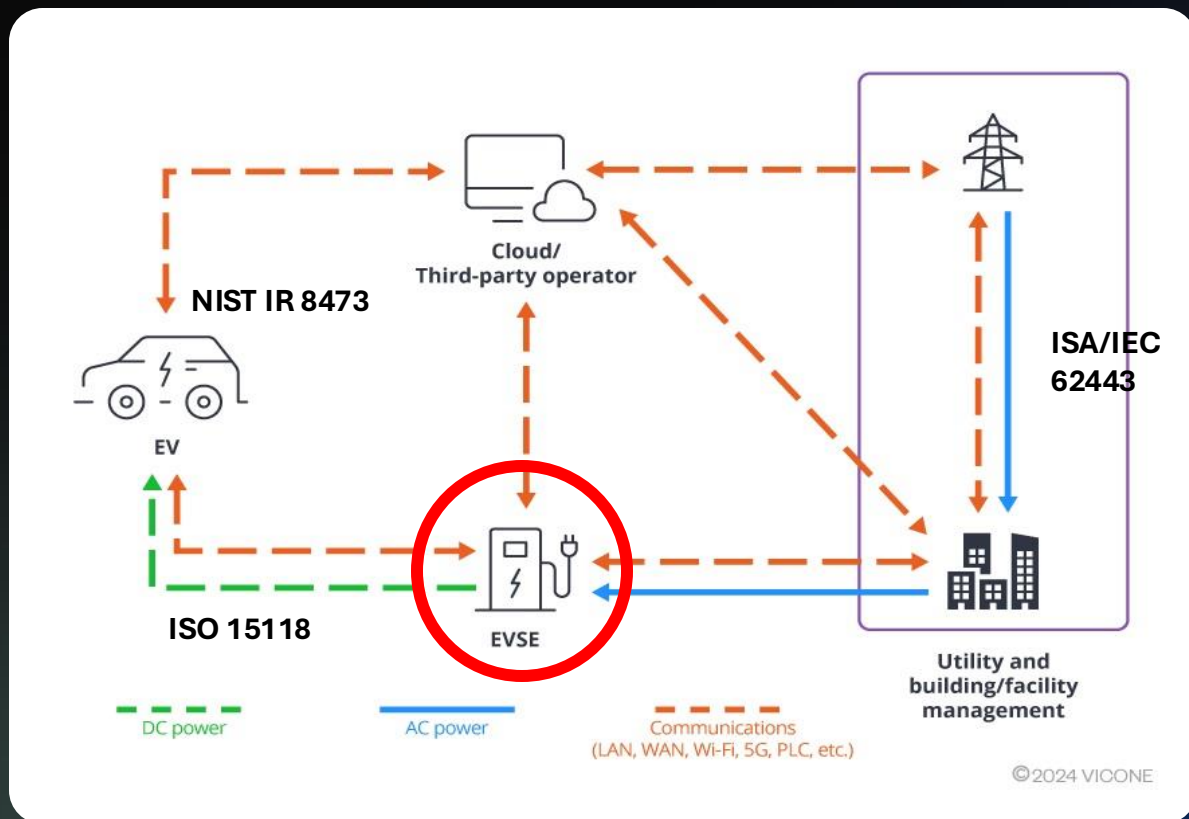 Cloud/
Third-party operator
NIST IR 8473
ISA/IEC
62443
EV
ISO 15118
EVSE
Utility and
building/facility
management
DC power
AC power
Communications
(LAN, WAN, Wi-Fi, 5G, PLC, etc.)
©2024 VICONE